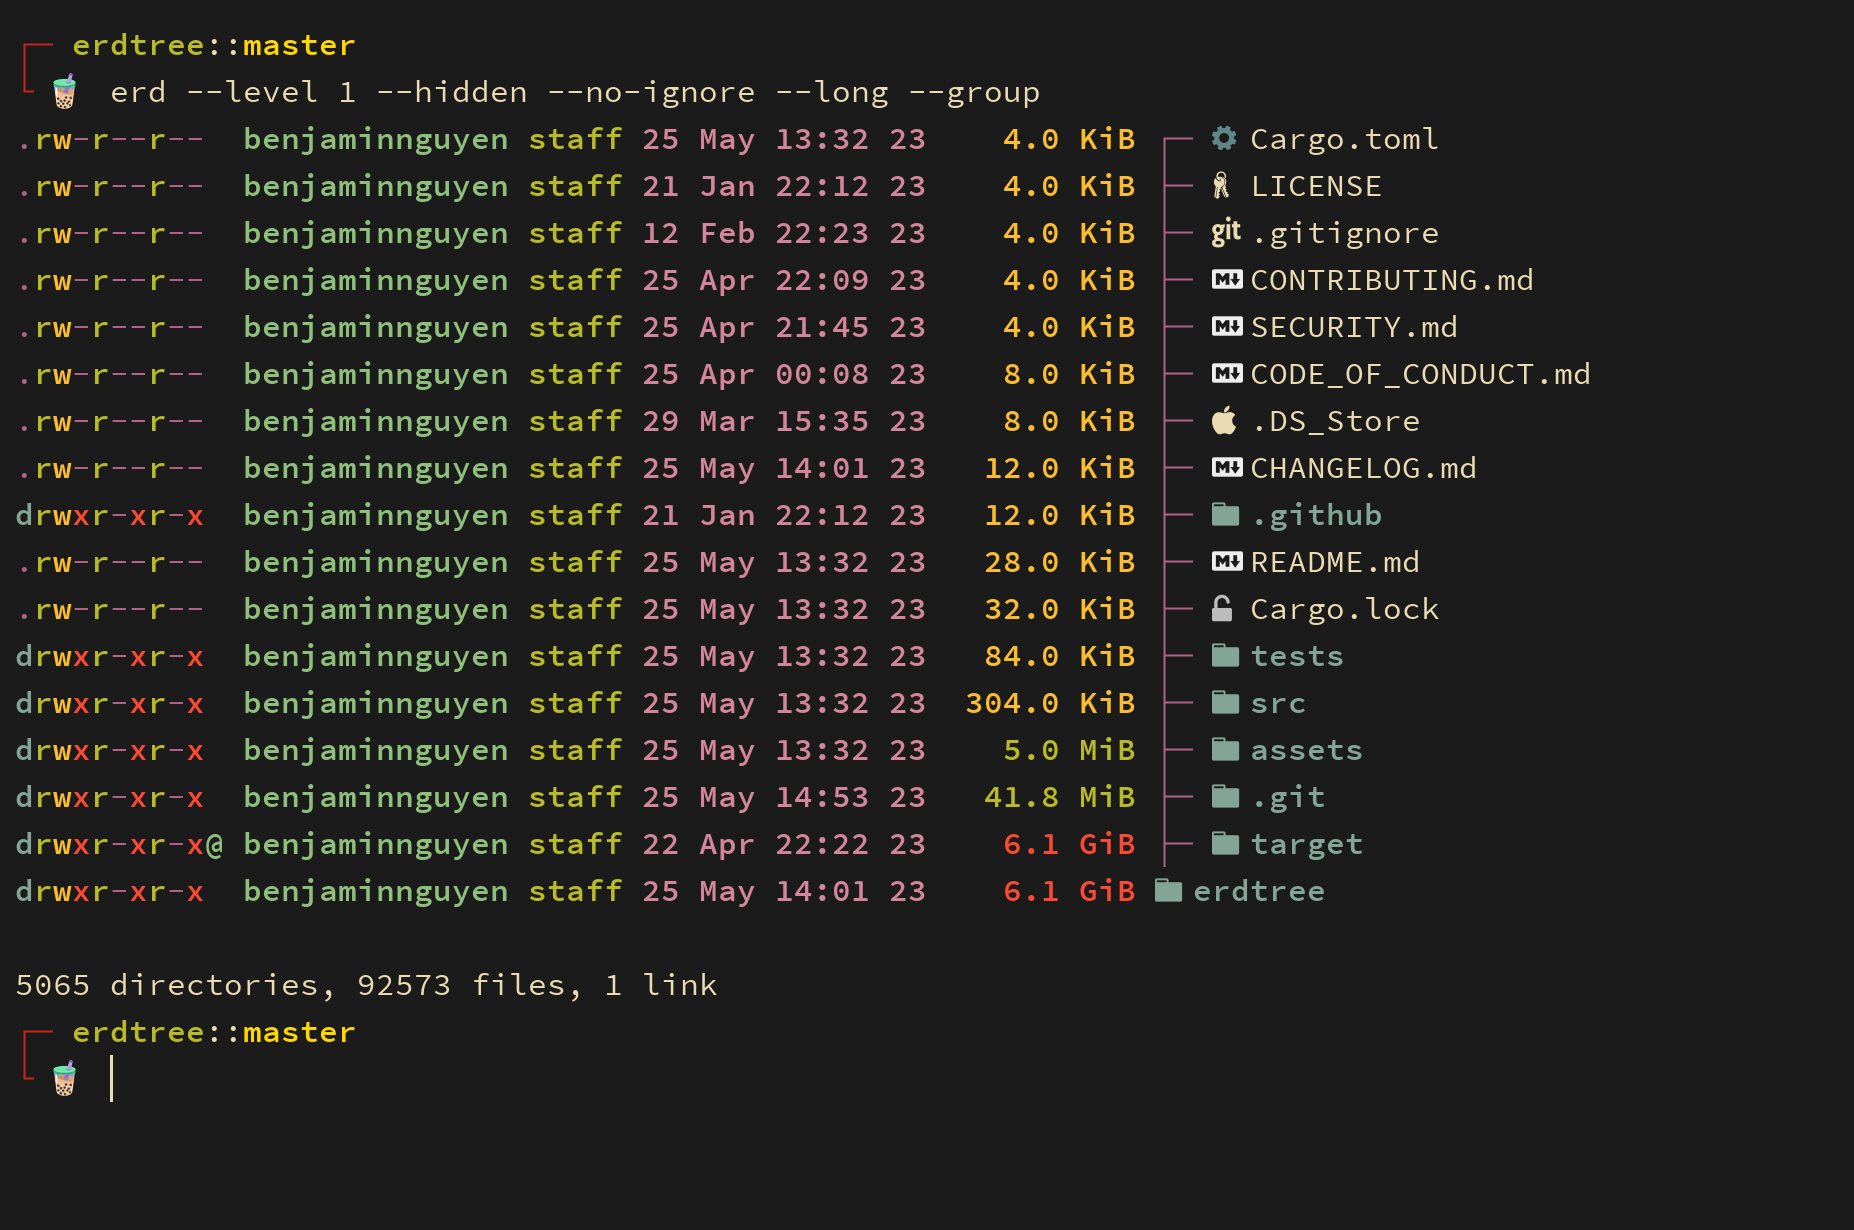 erdtree::master
erd --level 1 --hidden --no-ignore --long --group
.rw-r--r-- benjaminnguyen staff 25 May 13:32 23 4.0 KiB Cargo.toml
.rw-r--r-- benjaminnguyen staff 21 Jan 22:12 23 4.0 KiB LICENSE
.rw-r--r-- benjaminnguyen staff 12 Feb 22:23 23 4.0 KiB git .gitignore
.rw-r--r-- benjaminnguyen staff 25 Apr 22:09 23 4.0 KiB M CONTRIBUTING.md
.rw-r--r-- benjaminnguyen staff 25 Apr 21:45 23 4.0 KiB M SECURITY.md
.rw-r--r-- benjaminnguyen staff 25 Apr 00:08 23 8.0 KiB M CODE_OF_CONDUCT.md
.rw-r--r-- benjaminnguyen staff 29 Mar 15:35 23 8.0 KiB .DS_Store
.rw-r--r-- benjaminnguyen staff 25 May 14:01 23 12.0 KiB M CHANGELOG.md
drwxr-xr-x benjaminnguyen staff 21 Jan 22:12 23 12.0 KiB .github
.rw-r--r-- benjaminnguyen staff 25 May 13:32 23 28.0 KiB M README.md
.rw-r--r-- benjaminnguyen staff 25 May 13:32 23 32.0 KiB Cargo.lock
drwxr-xr-x benjaminnguyen staff 25 May 13:32 23 84.0 KiB tests
drwxr-xr-x benjaminnguyen staff 25 May 13:32 23 304.0 KiB src
drwxr-xr-x benjaminnguyen staff 25 May 13:32 23 5.0 MiB assets
drwxr-xr-x benjaminnguyen staff 25 May 14:53 23 41.8 MiB .git
drwxr-xr-x@ benjaminnguyen staff 22 Apr 22:22 23 6.1 GiB target
drwxr-xr-x benjaminnguyen staff 25 May 14:01 23 6.1 GiB erdtree
5065 directories, 92573 files, 1 link
erdtree::master